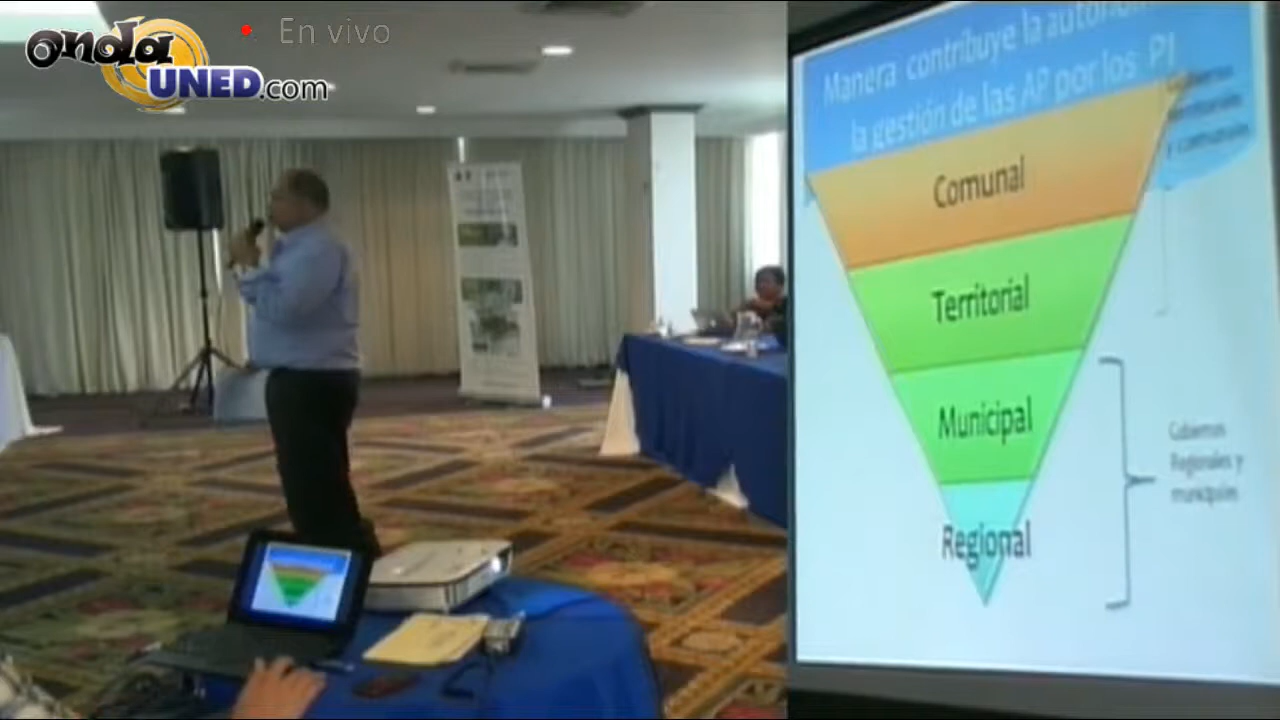 onda
UNED.com
En vivo
Manera contribuye la
la gestión de las AP por los PI
Comunal
Territorial
Municipal
Regional
Gobiernos
Regionales y
municipales